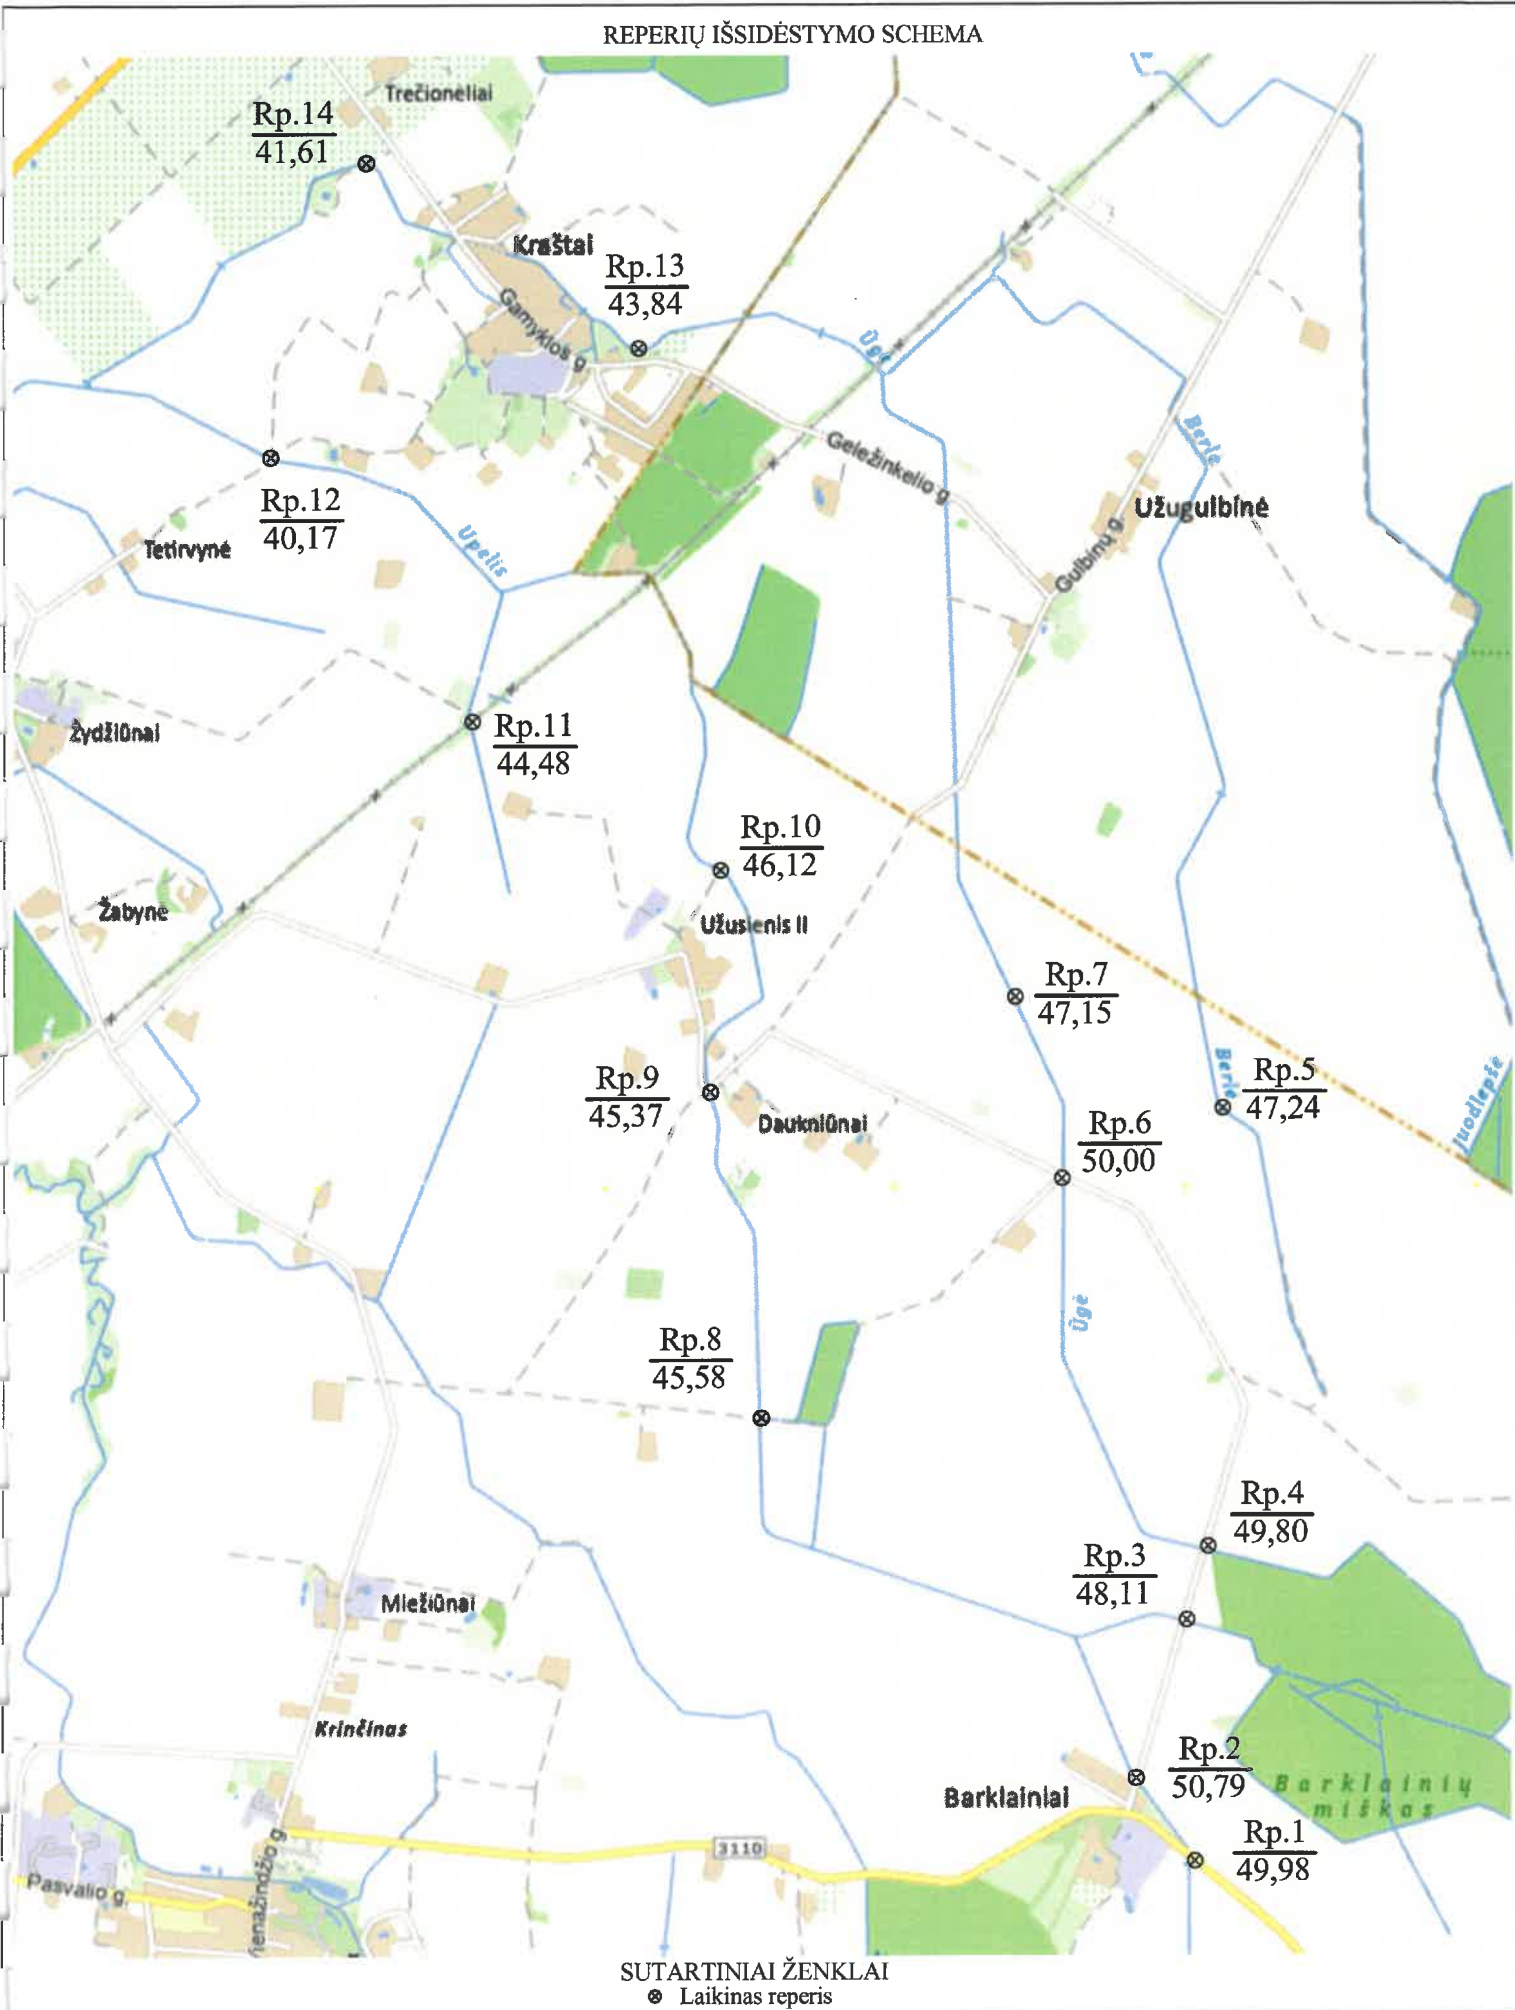 REPERIŲ IŠSIDĖSTYMO SCHEMA
Trečioneliai
Rp.14
41,61
Kraštai
Rp.13
43,84
Gamyklos g.
Ūgė
Geležinkelio g.
Berlė
Užugulbinė
Gulbinų g.
Rp.12
40,17
Tetirvynė
Upelis
Žydžiūnai
Rp.11
44,48
Rp.10
46,12
Žabynė
Užusienis II
Rp.7
47,15
Rp.9
45,37
Daukniūnai
Berlė
Rp.5
47,24
Juodlepšė
Rp.6
50,00
Ūgė
Rp.8
45,58
Rp.4
49,80
Rp.3
48,11
Miežiūnai
Krinčinas
Rp.2
50,79
Barklainiai
Barklainių
miškas
3110
Rp.1
49,98
Pasvalio g.
ienažindžio g.
SUTARTINIAI ŽENKLAI
Laikinas reperis